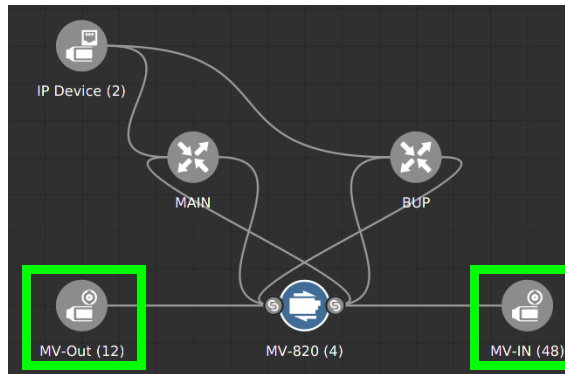 IP Device (2)
MAIN
BUP
MV-Out (12)
MV-820 (4)
MV-IN (48)